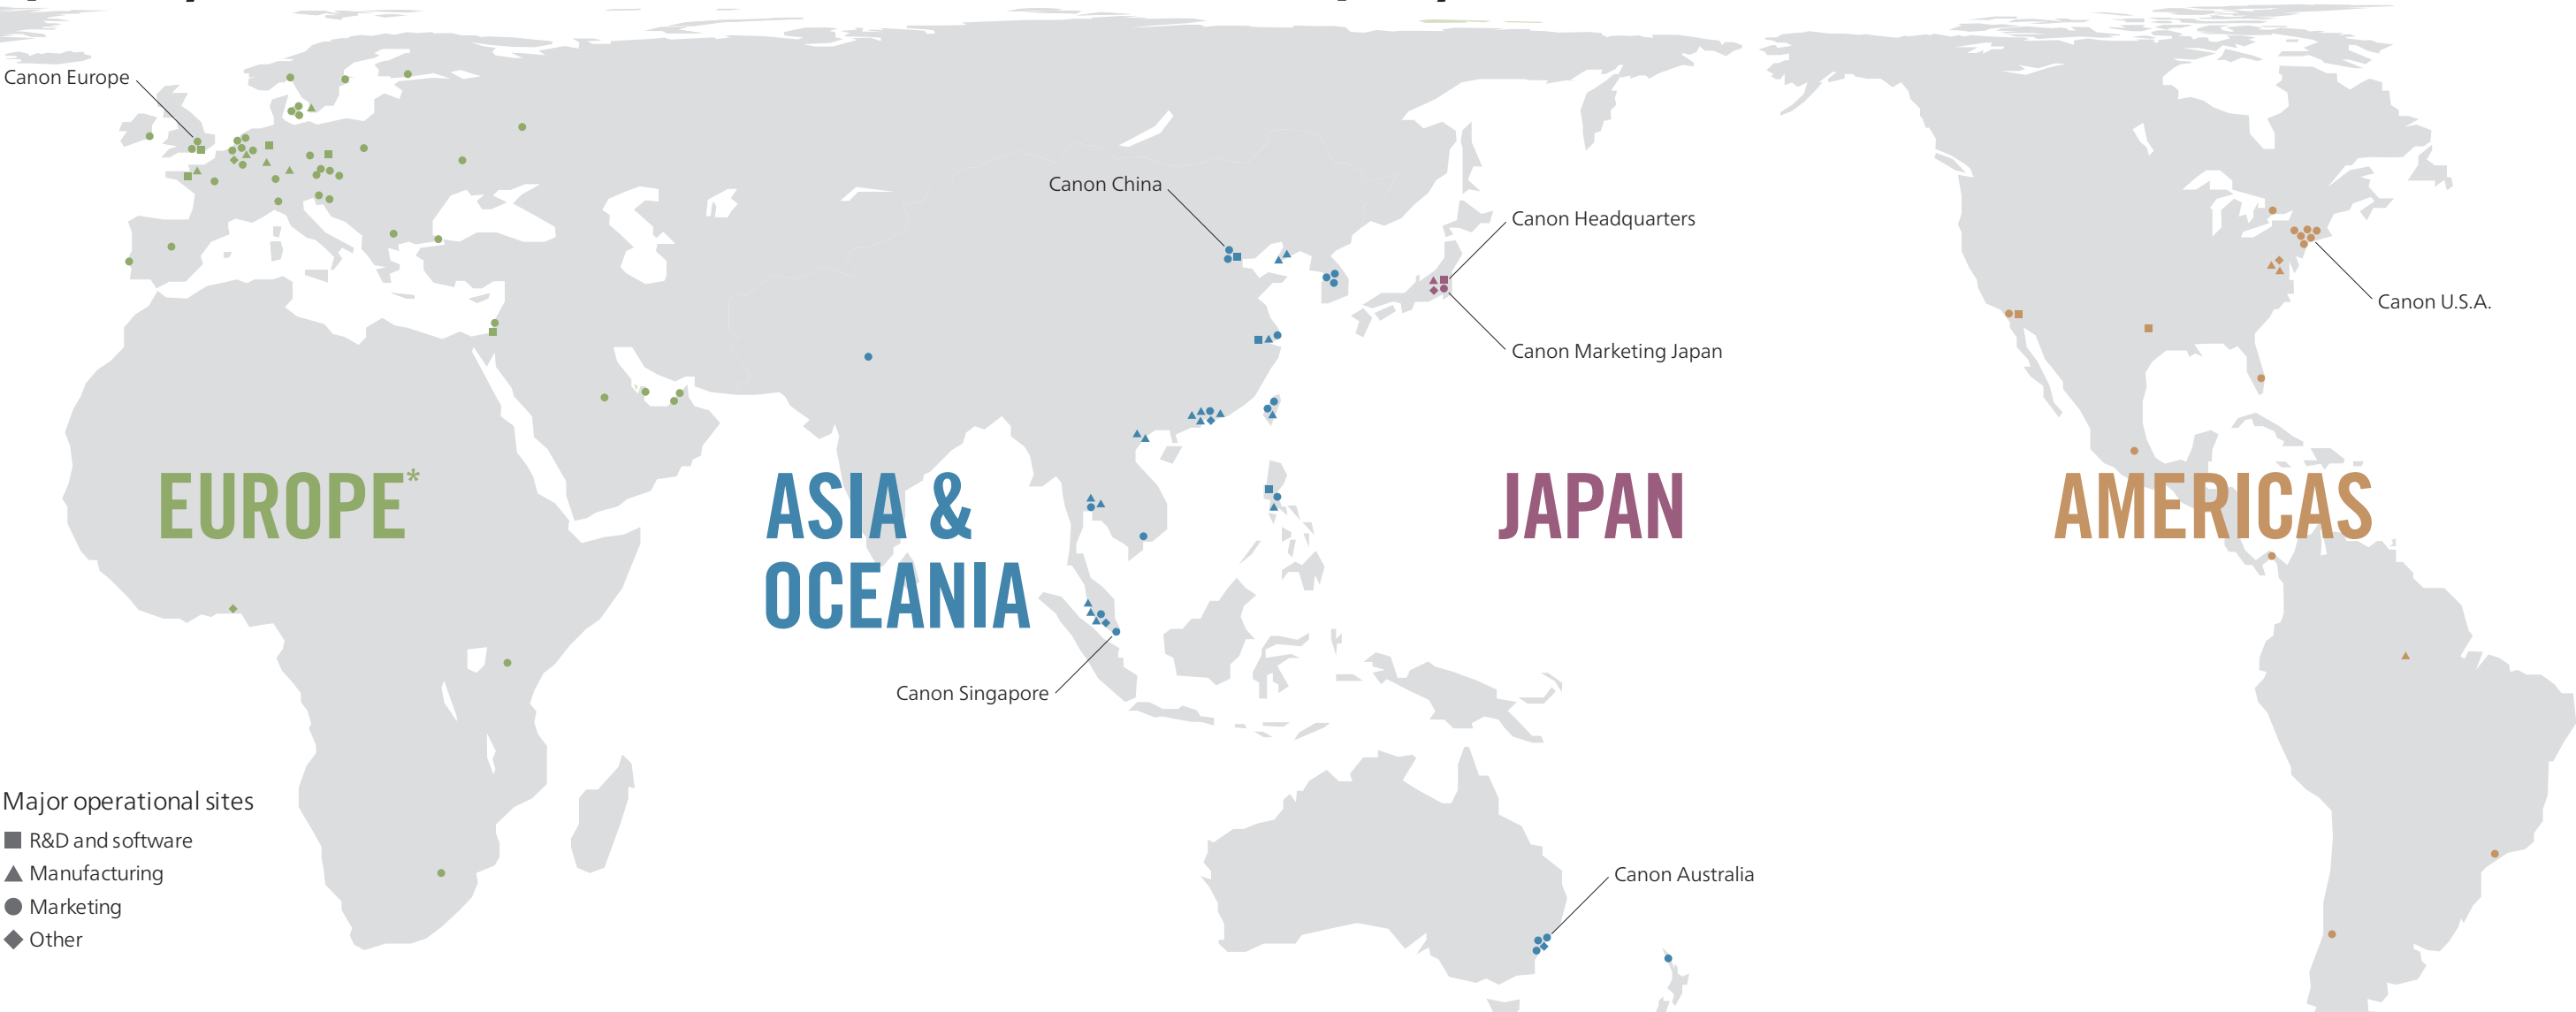 Canon Europe
Canon China
Canon Headquarters
Canon U.S.A.
Canon Marketing Japan
EUROPE*
ASIA &
OCEANIA
JAPAN
AMERICAS
Canon Singapore
Major operational sites
R&D and software
Manufacturing
Marketing
Other
Canon Australia